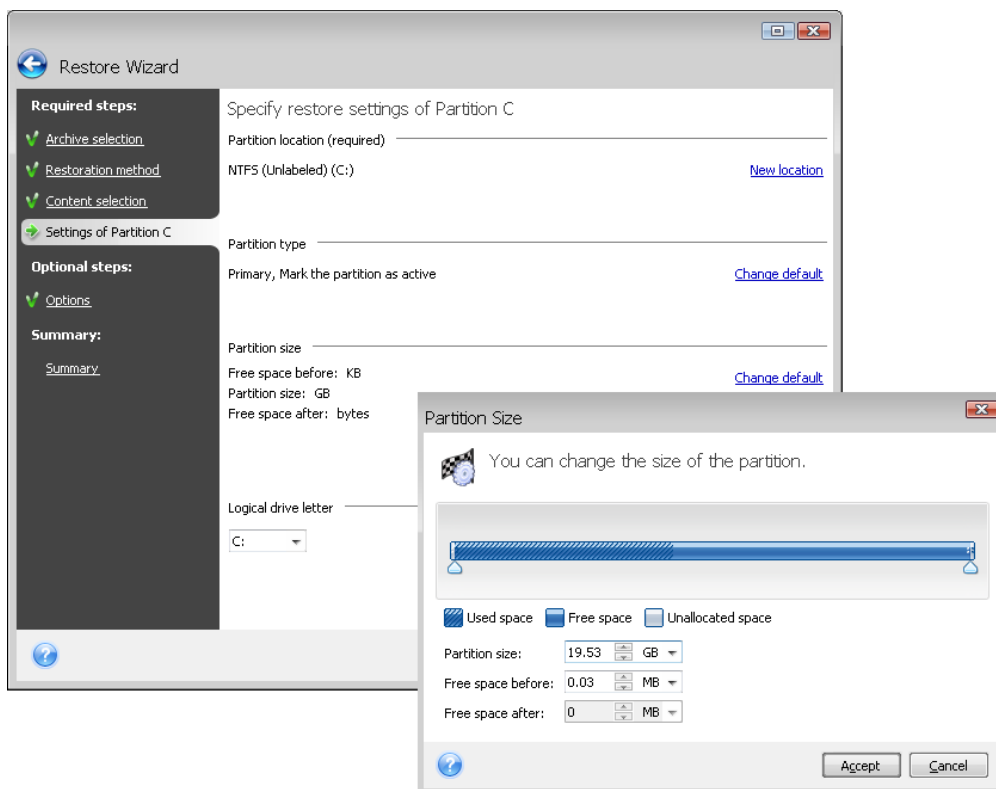 Restore Wizard
Required steps:
Archive selection
Restoration method
Content selection
Settings of Partition C
Optional steps:
Options
Summary:
Summary
Specify restore settings of Partition C
Partition location (required)
NTFS (Unlabeled) (C:)
New location
Partition type
Primary, Mark the partition as active
Change default
Partition size
Free space before: KB
Change default
Partition size: GB
Free space after: bytes
Logical drive letter
C:
Partition Size
You can change the size of the partition.
Used space Free space Unallocated space
Partition size: 19.53 GB
Free space before: 0.03 MB
Free space after: 0 MB
Accept Cancel